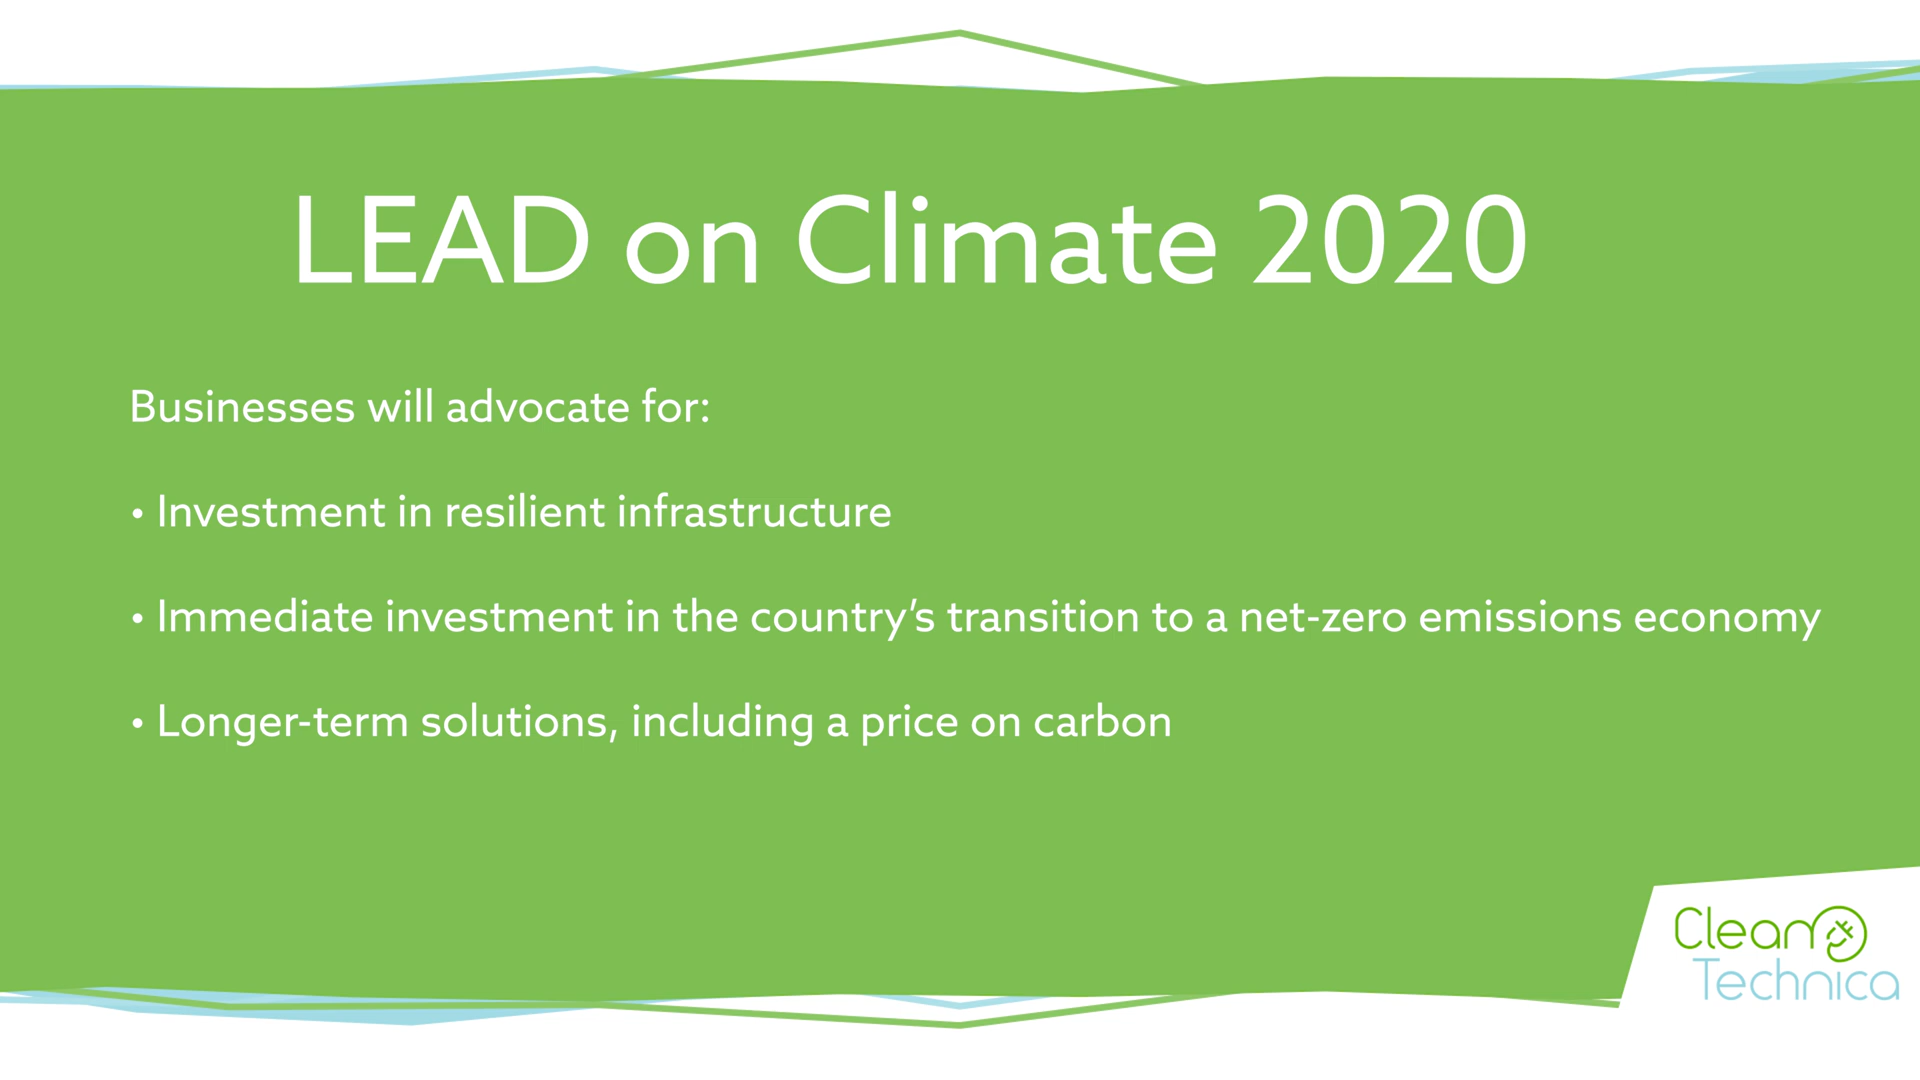 LEAD on Climate 2020
Businesses will advocate for:
• Investment in resilient infrastructure
• Immediate investment in the country’s transition to a net-zero emissions economy
• Longer-term solutions, including a price on carbon
Clean
Technica